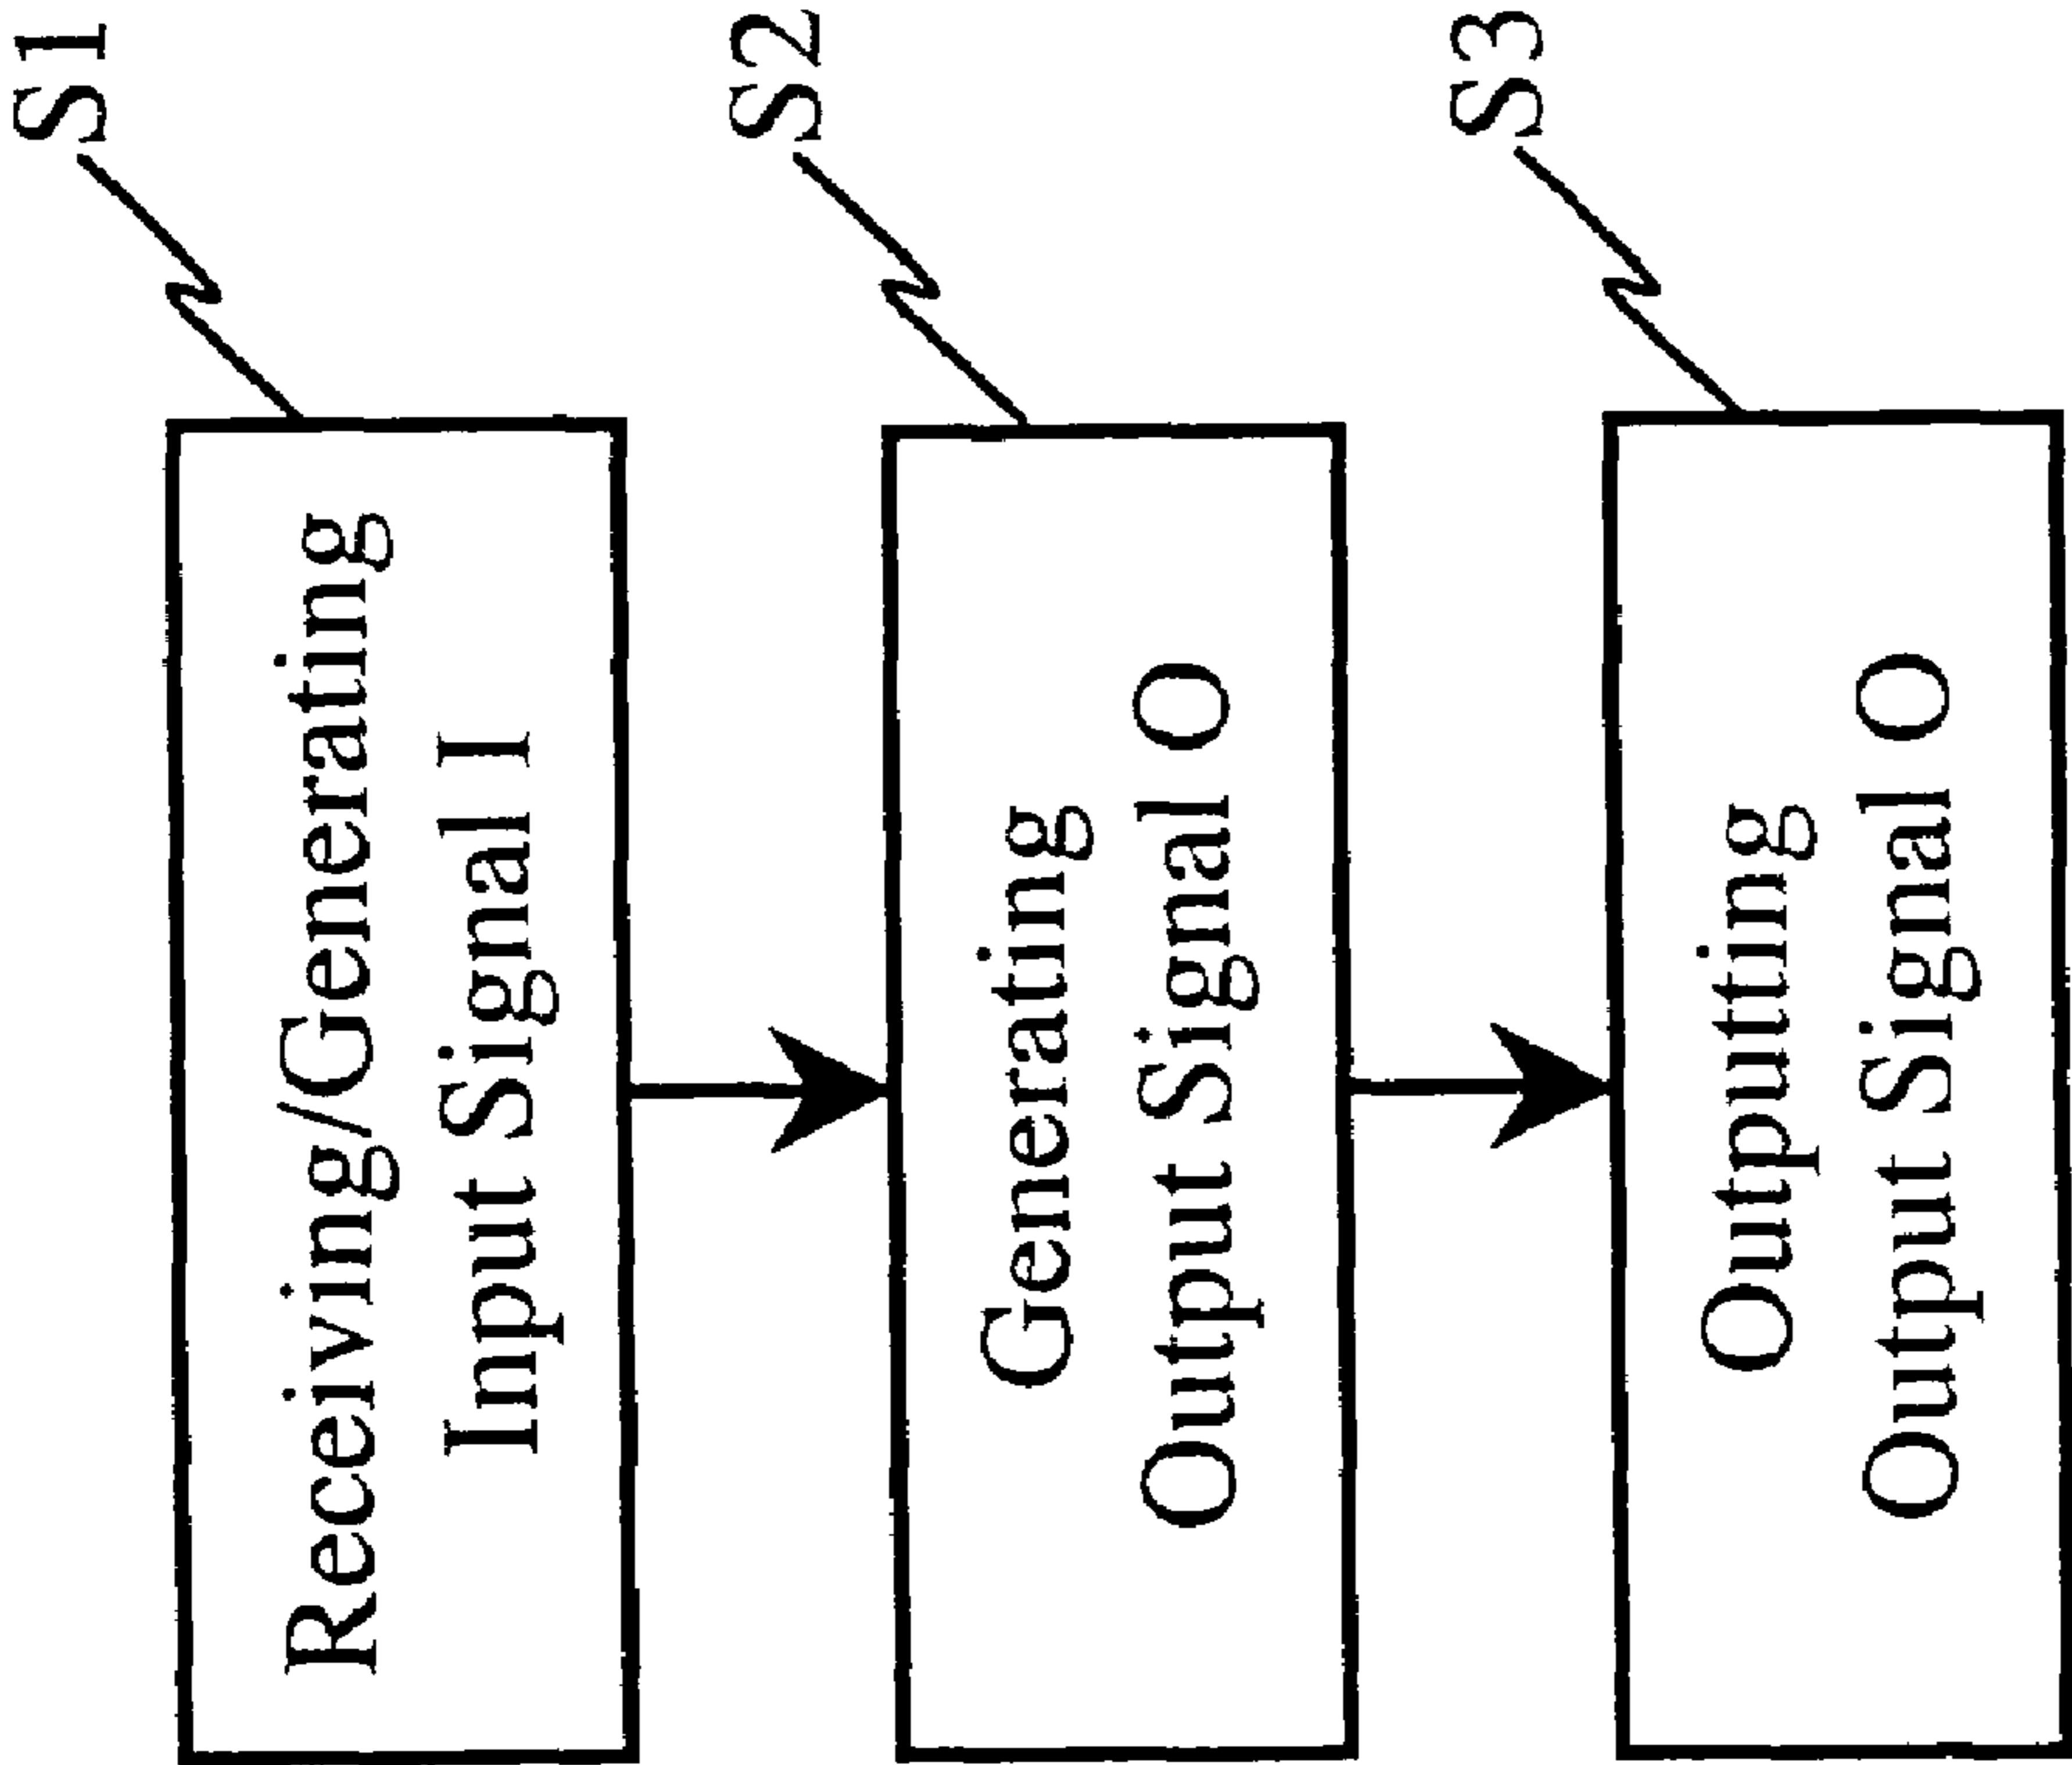 Receiving/Generating
Input Signal I
S1
Generating
Output Signal O
S2
Outputting
Output Signal O
S3